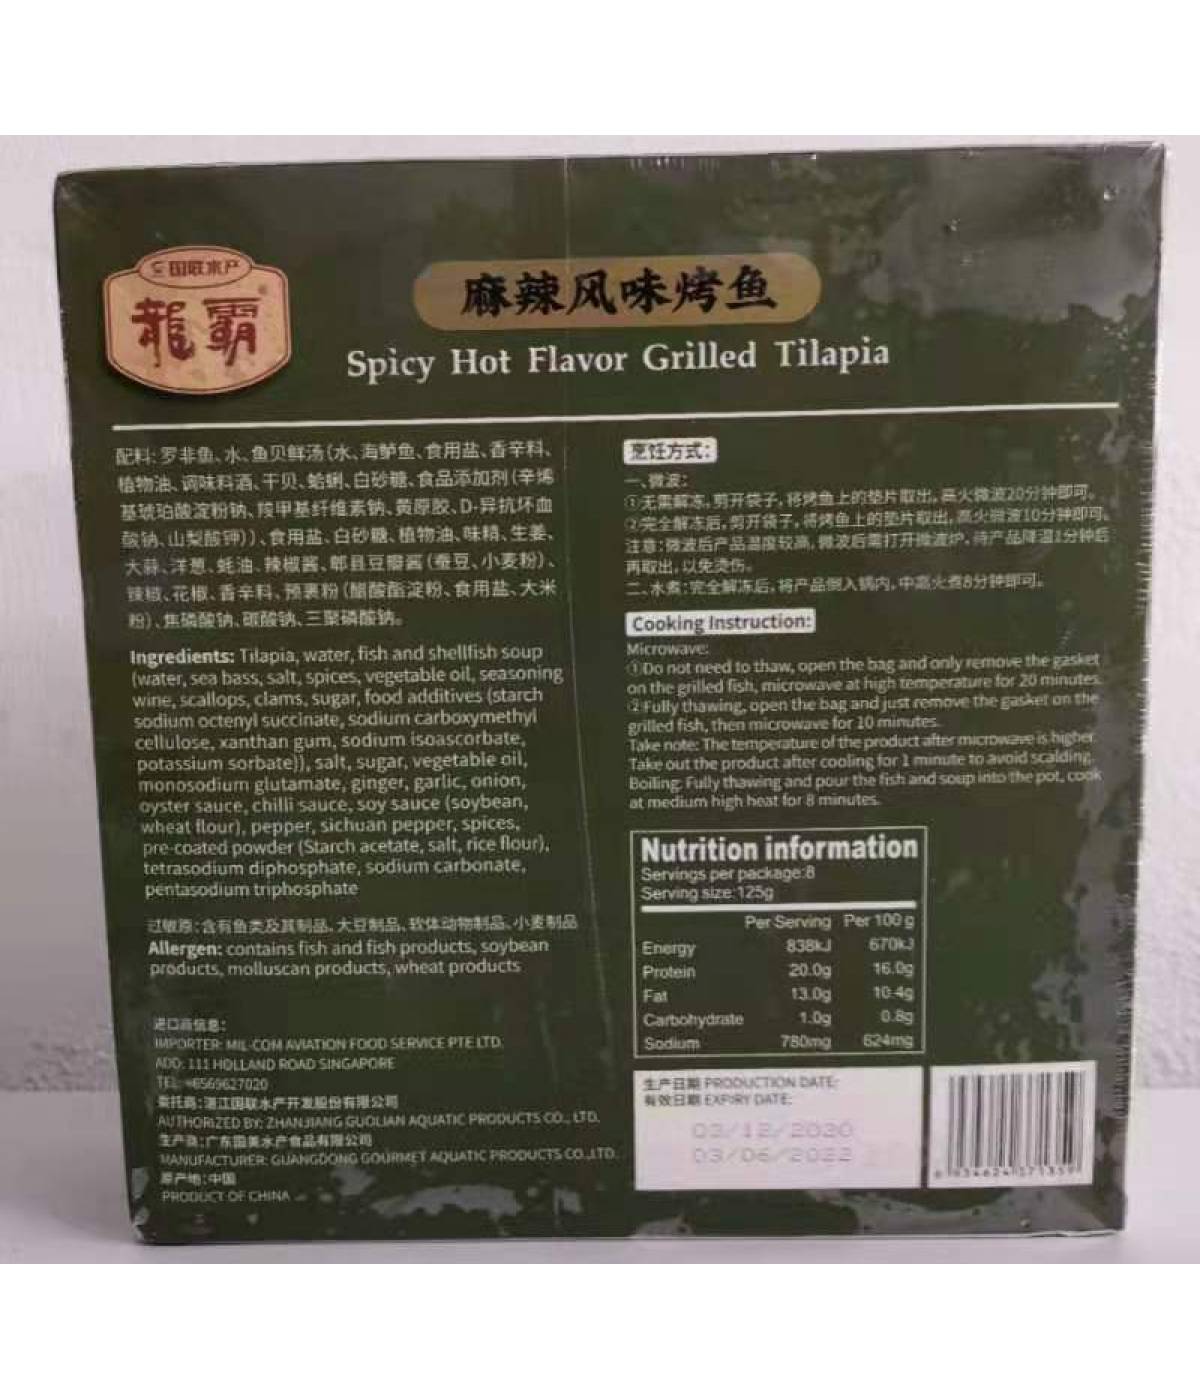 国联水产
龍霸
麻辣风味烤鱼
Spicy Hot Flavor Grilled Tilapia
配料:罗非鱼、水、鱼贝鲜汤(水、海鲈鱼、食用盐、香辛料、
植物油、调味料酒、干贝、蛤蜊、白砂糖、食品添加剂(辛烯
基琥珀酸淀粉钠、羧甲基纤维素钠、黄原胶、D-异抗坏血
酸钠、山梨酸钾))、食用盐、白砂糖、植物油、味精、生姜、
大蒜、洋葱、蚝油、辣椒酱、郫县豆瓣酱(蚕豆、小麦粉)、
辣椒、花椒、香辛料、预裹粉(醋酸酯淀粉、食用盐、大米
粉)、焦磷酸钠、碳酸钠、三聚磷酸钠。
Ingredients: Tilapia, water, fish and shellfish soup
(water, sea bass, salt, spices, vegetable oil, seasoning
wine, scallops, clams, sugar, food additives (starch
sodium octenyl succinate, sodium carboxymethyl
cellulose, xanthan gum, sodium isoascorbate,
potassium sorbate)), salt, sugar, vegetable oil,
monosodium glutamate, ginger, garlic, onion,
oyster sauce, chilli sauce, soy sauce (soybean,
wheat flour), pepper, sichuan pepper, spices,
pre-coated powder (Starch acetate, salt, rice flour),
tetrasodium diphosphate, sodium carbonate,
pentasodium triphosphate
过敏原:含有鱼类及其制品、大豆制品、软体动物制品、小麦制品
Allergen: contains fish and fish products, soybean
products, molluscan products, wheat products
进口商信息:
IMPORTER: MIL-COM AVIATION FOOD SERVICE PTE LTD.
ADD: 111 HOLLAND ROAD SINGAPORE
TEL: +6569627020
委托商:湛江国联水产开发股份有限公司
AUTHORIZED BY: ZHANJIANG GUOLIAN AQUATIC PRODUCTS CO., LTD.
生产商:广东国美水产食品有限公司
MANUFACTURER: GUANGDONG GOURMET AQUATIC PRODUCTS CO.,LTD.
原产地:中国
PRODUCT OF CHINA
烹饪方式:
一、微波:
①无需解冻,剪开袋子,将烤鱼上的垫片取出,高火微波20分钟即可。
②完全解冻后,剪开袋子,将烤鱼上的垫片取出,高火微波10分钟即可。
注意:微波后产品温度较高,微波后需打开微波炉,待产品降温1分钟后
再取出,以免烫伤。
二、水煮:完全解冻后,将产品倒入锅内,中高火煮8分钟即可。
Cooking Instruction:
Microwave:
①Do not need to thaw, open the bag and only remove the gasket
on the grilled fish, microwave at high temperature for 20 minutes.
②Fully thawing, open the bag and just remove the gasket on the
grilled fish, then microwave for 10 minutes.
Take note: The temperature of the product after microwave is higher.
Take out the product after cooling for 1 minute to avoid scalding.
Boiling: Fully thawing and pour the fish and soup into the pot, cook
at medium high heat for 8 minutes.
Nutrition information
Servings per package:8
Serving size:125g
Per Serving Per 100 g
Energy 838kJ 670kJ
Protein 20.0g 16.0g
Fat 13.0g 10.4g
Carbohydrate 1.0g 0.8g
Sodium 780mg 624mg
生产日期 PRODUCTION DATE:
有效日期 EXPIRY DATE:
03/12/2020
03/06/2022